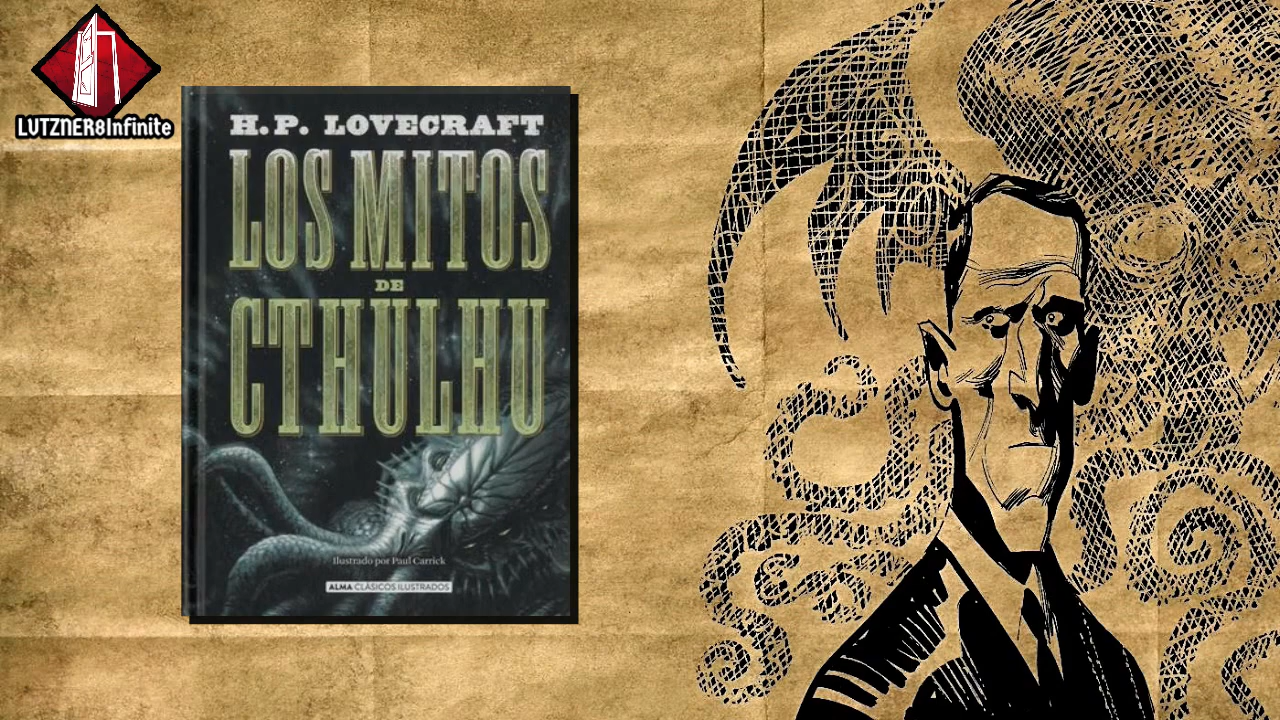 LUTZNER8Infinite
H.P. LOVECRAFT
LOS MITOS
DE
CTHULHU
Ilustrado por Paul Carrick
ALMA CLÁSICOS ILUSTRADOS